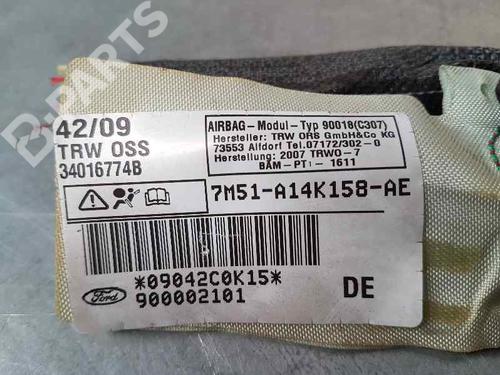 B-PARTS
42/09
TRW OSS
34016774B
AIRBAG-Modul-Typ 90018(C307)
Hersteller: TRW ORS GmbH&Co KG
73553 Alfdorf Tel.07172/302-0
Herstellung: 2007 TRWO-7
BAM-PT1-1611
7M51-A14K158-AE
*09042C0K15*
900002101
DE
Ford